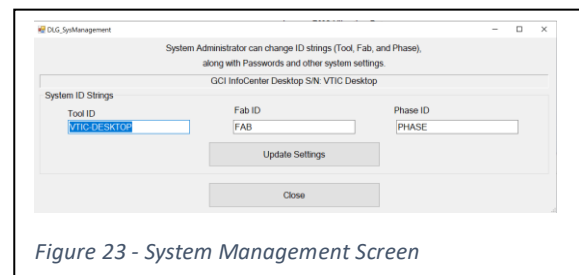 DLG_SysManagement
System Administrator can change ID strings (Tool, Fab, and Phase),
along with Passwords and other system settings.
GCI InfoCenter Desktop S/N: VTIC Desktop
System ID Strings
Tool ID Fab ID Phase ID
VTIC-DESKTOP FAB PHASE
Update Settings
Close
Figure 23 - System Management Screen